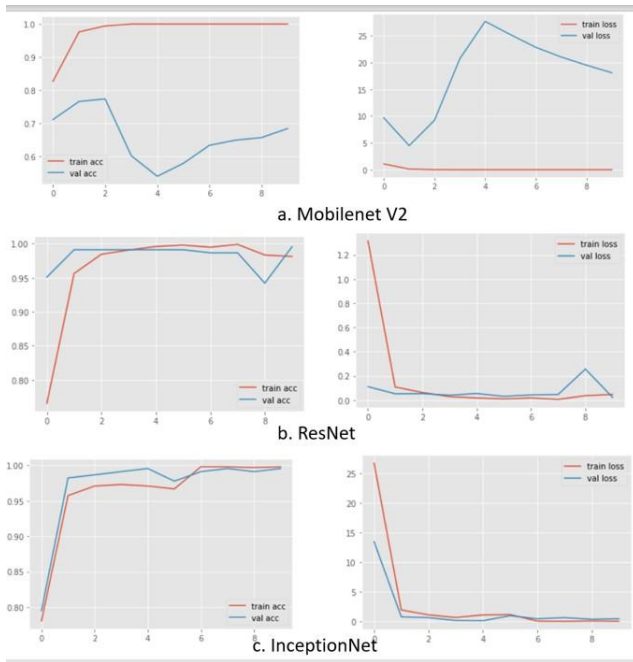 1.0
0.9
0.8
0.7
0.6
0 2 4 6 8
train acc
val acc
25
20
15
10
5
0
0 2 4 6 8
train loss
val loss
a. Mobilenet V2
1.00
0.95
0.90
0.85
0.80
0 2 4 6 8
train acc
val acc
1.2
1.0
0.8
0.6
0.4
0.2
0.0
0 2 4 6 8
train loss
val loss
b. ResNet
1.00
0.95
0.90
0.85
0.80
0 2 4 6 8
train acc
val acc
25
20
15
10
5
0
0 2 4 6 8
train loss
val loss
c. InceptionNet